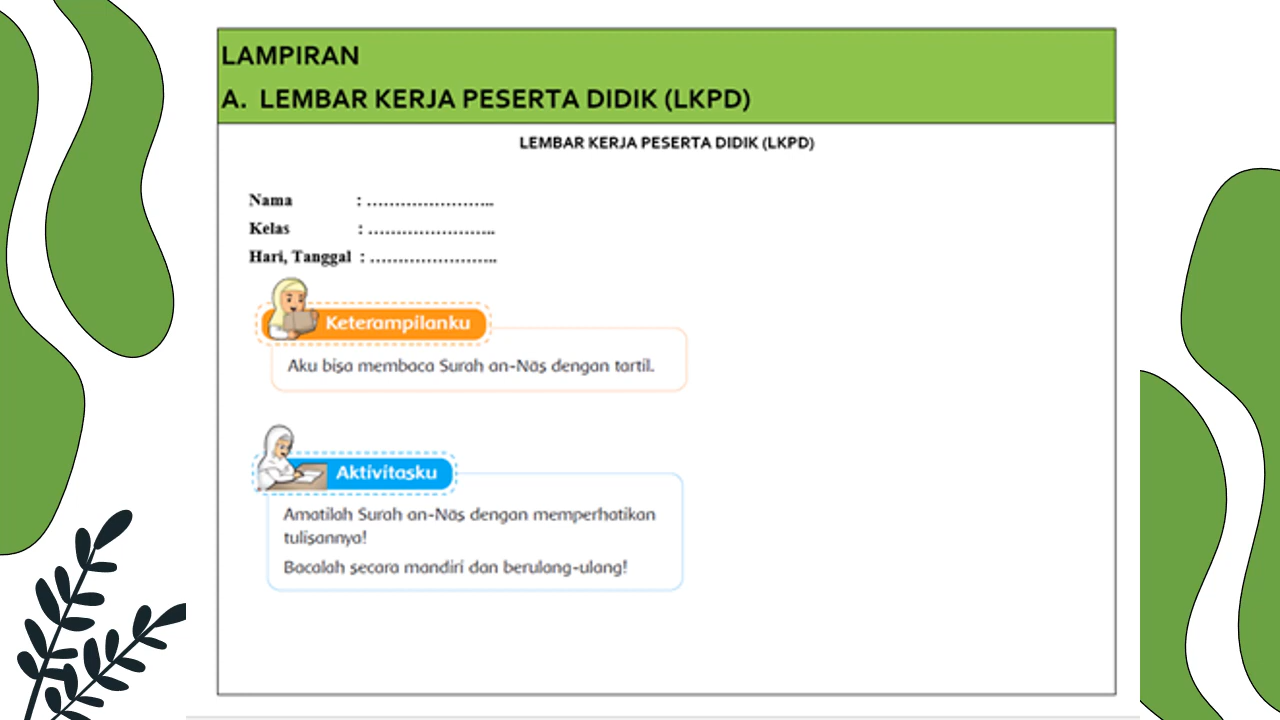 LAMPIRAN
A. LEMBAR KERJA PESERTA DIDIK (LKPD)
LEMBAR KERJA PESERTA DIDIK (LKPD)
Nama : …………………..
Kelas : …………………..
Hari, Tanggal : …………………..
Keterampilanku
Aku bisa membaca Surah an-Nās dengan tartil.
Aktivitasku
Amatilah Surah an-Nās dengan memperhatikan
tulisannya!
Bacalah secara mandiri dan berulang-ulang!